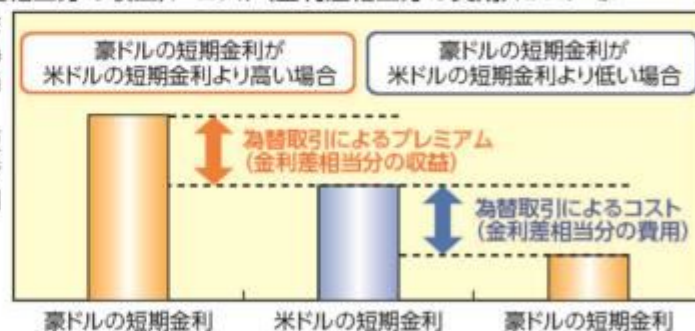 豪ドルの短期金利が
米ドルの短期金利より高い場合
豪ドルの短期金利が
米ドルの短期金利より低い場合
為替取引によるプレミアム
(金利差相当分の収益)
為替取引によるコスト
(金利差相当分の費用)
豪ドルの短期金利
米ドルの短期金利
豪ドルの短期金利